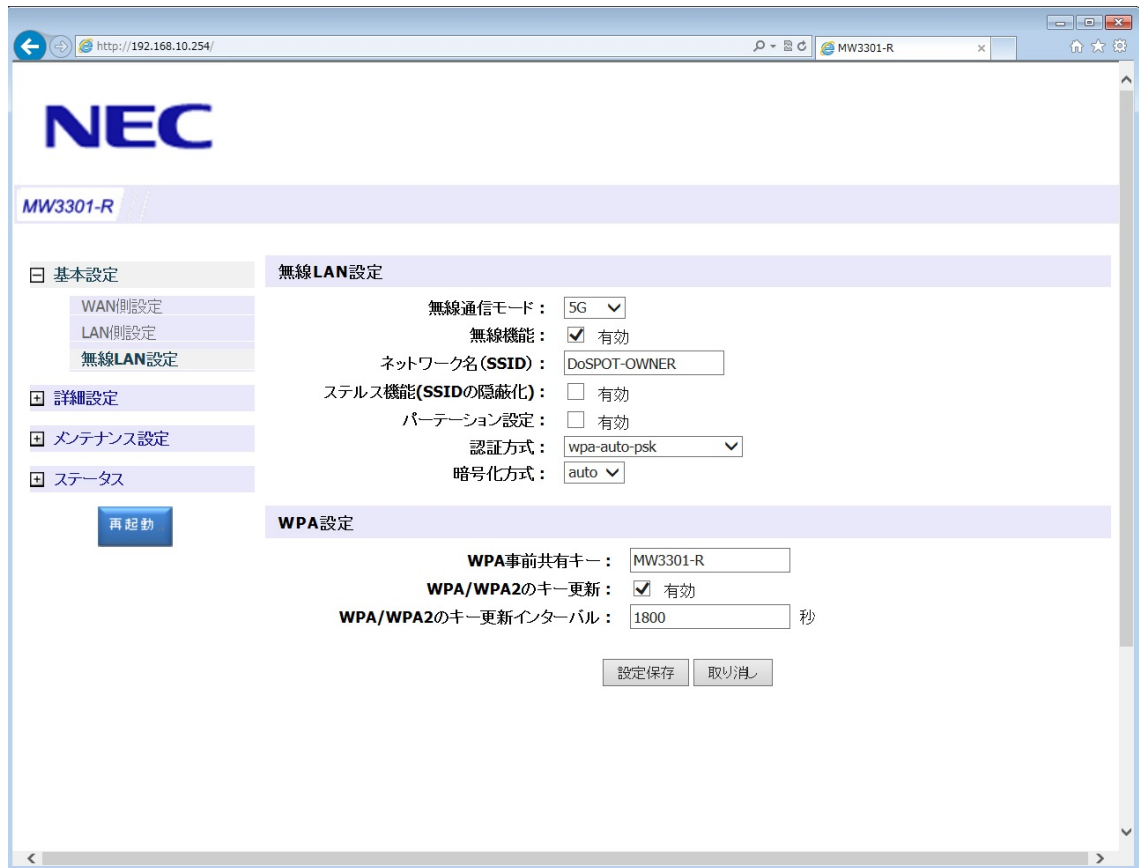 http://192.168.10.254/
MW3301-R
NEC
MW3301-R
基本設定
WAN側設定
LAN側設定
無線LAN設定
詳細設定
メンテナンス設定
ステータス
再起動
無線LAN設定
無線通信モード： 5G
無線機能： 有効
ネットワーク名(SSID)： DoSPOT-OWNER
ステルス機能(SSIDの隠蔽化)： 有効
パーテーション設定： 有効
認証方式： wpa-auto-psk
暗号化方式： auto
WPA設定
WPA事前共有キー： MW3301-R
WPA/WPA2のキー更新： 有効
WPA/WPA2のキー更新インターバル： 1800 秒
設定保存 取り消し